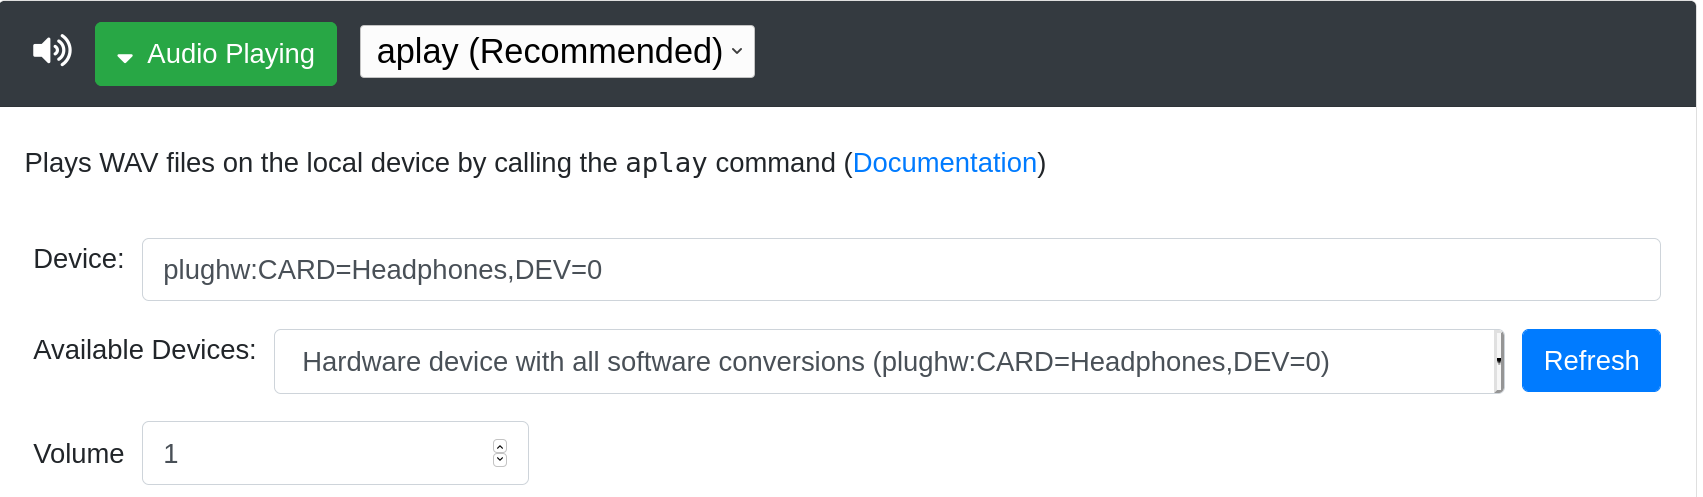 Audio Playing aplay (Recommended)
Plays WAV files on the local device by calling the aplay command (Documentation)
Device: plughw:CARD=Headphones,DEV=0
Available Devices: Hardware device with all software conversions (plughw:CARD=Headphones,DEV=0) Refresh
Volume 1